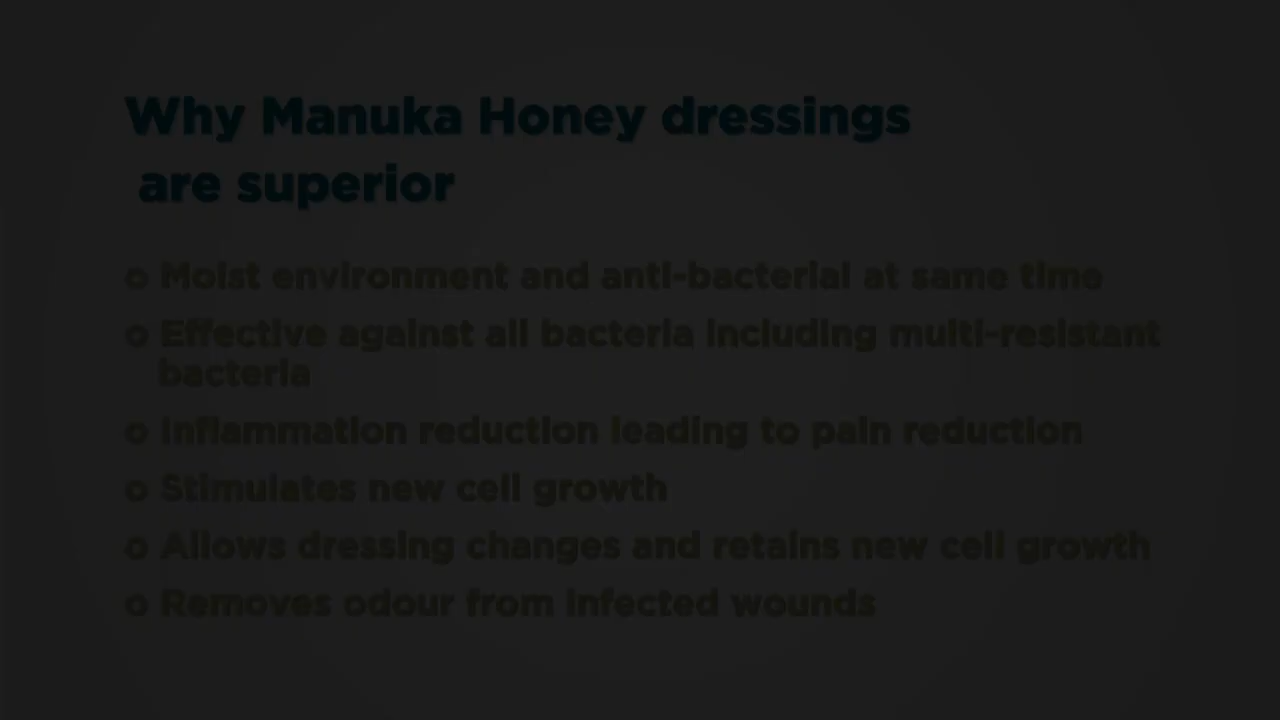 Why Manuka Honey dressings
are superior
o Moist environment and anti-bacterial at same time
o Effective against all bacteria including multi-resistant
bacteria
o Inflammation reduction leading to pain reduction
o Stimulates new cell growth
o Allows dressing changes and retains new cell growth
o Removes odour from infected wounds